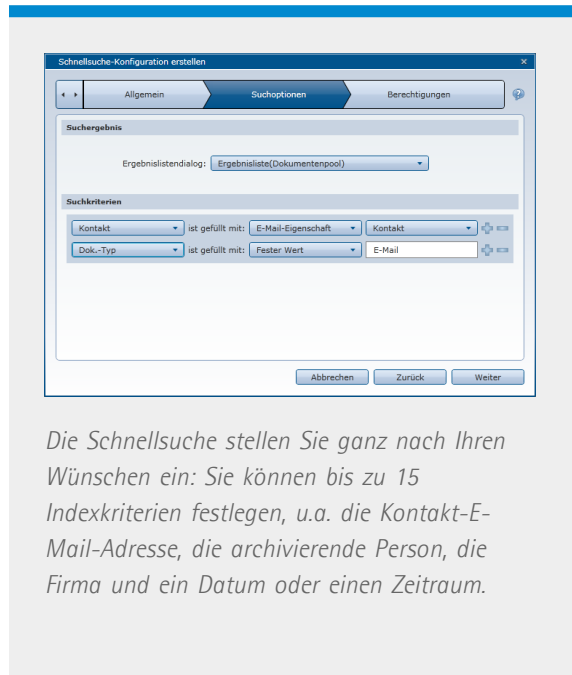 Schnellsuche-Konfiguration erstellen
Allgemein Suchoptionen Berechtigungen
Suchergebnis
Ergebnislistendialog: Ergebnisliste(Dokumentenpool)
Suchkriterien
Kontakt ist gefüllt mit: E-Mail-Eigenschaft Kontakt
Dok.-Typ ist gefüllt mit: Fester Wert E-Mail
Abbrechen Zurück Weiter
Die Schnellsuche stellen Sie ganz nach Ihren
Wünschen ein: Sie können bis zu 15
Indexkriterien festlegen, u.a. die Kontakt-E-
Mail-Adresse, die archivierende Person, die
Firma und ein Datum oder einen Zeitraum.